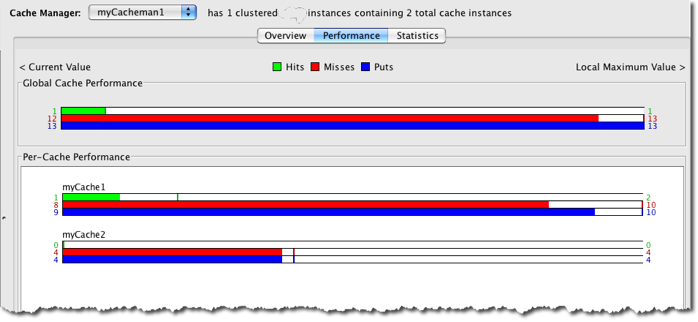 Cache Manager: myCacheman1 has 1 clustered instances containing 2 total cache instances
Overview Performance Statistics
< Current Value Hits Misses Puts Local Maximum Value >
Global Cache Performance
1 1
12 13
13 13
Per-Cache Performance
myCache1
1 2
8 10
9 10
myCache2
0 0
4 4
4 4